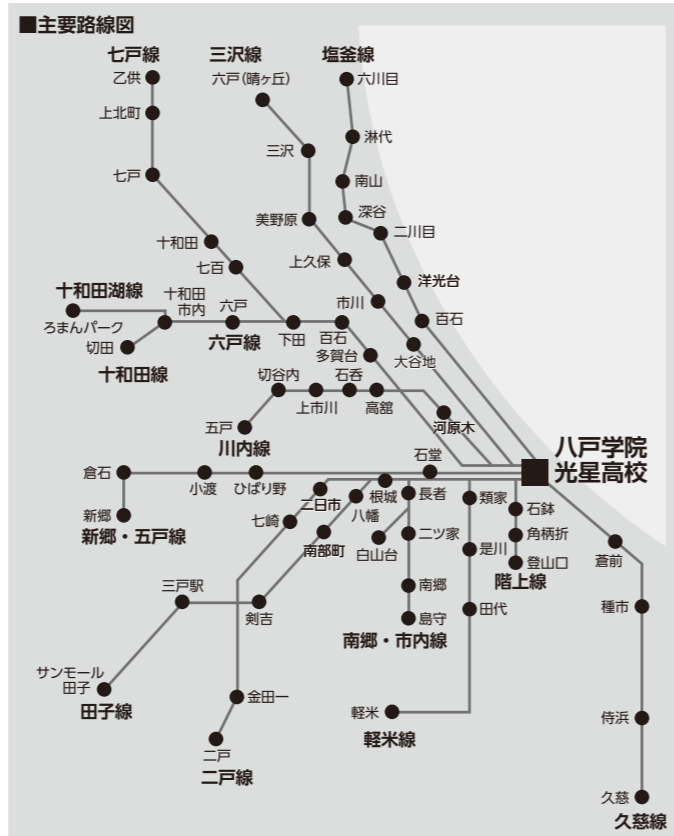 ■主要路線図
七戸線
三沢線
塩釜線
乙供
六戸(晴ヶ丘)
六川目
上北町
淋代
三沢
七戸
南山
深谷
美野原
二川目
十和田
上久保
七百
洋光台
十和田湖線
十和田
市内
六戸
市川
百石
ろまんパーク
切田
六戸線
下田
百石
多賀台
大谷地
十和田線
切谷内
石呑
上市川
高舘
河原木
五戸
川内線
八戸学院
光星高校
石堂
倉石
小渡
ひばり野
二日市
根城
長者
類家
石鉢
新郷
七崎
八幡
新郷・五戸線
南部町
白山台
二ツ家
是川
角柄折
蒼前
登山口
階上線
三戸駅
剣吉
南郷
田代
種市
島守
南郷・市内線
サンモール
田子
田子線
金田一
軽米
軽米線
侍浜
二戸
二戸線
久慈
久慈線